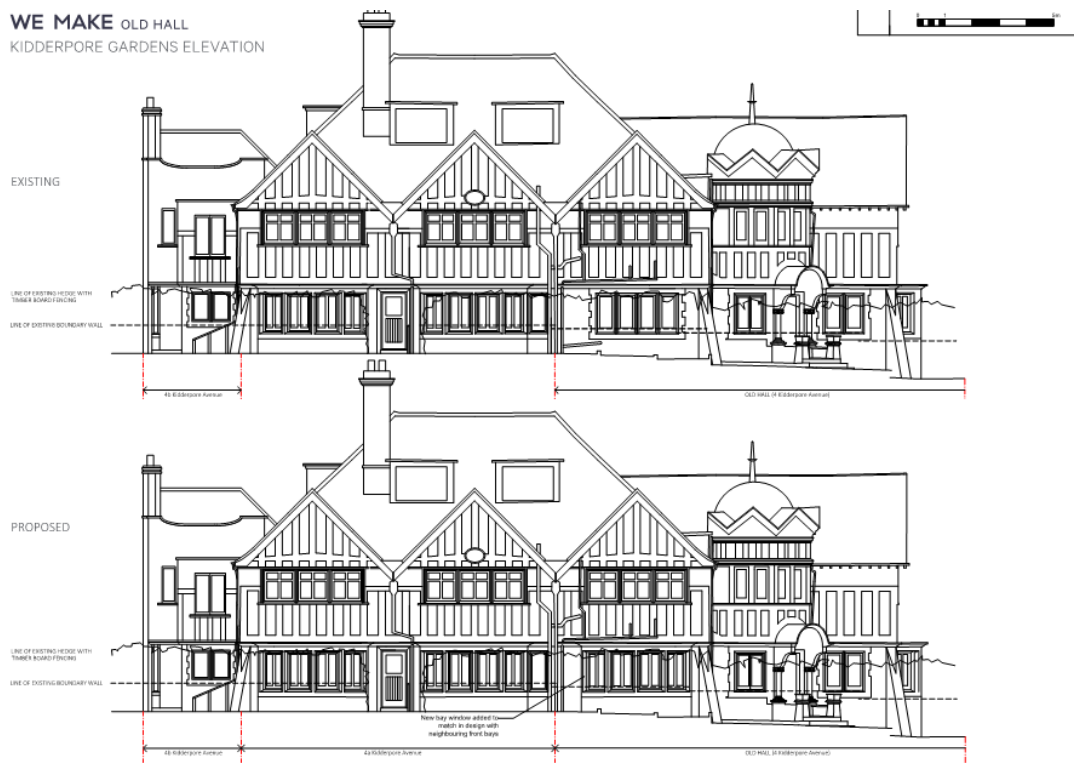 WE MAKE OLD HALL
KIDDERPORE GARDENS ELEVATION
0 1 5m
EXISTING
LINE OF EXISTING HEDGE WITH
TIMBER BOARD FENCING
LINE OF EXISTING BOUNDARY WALL
4b Kidderpore Avenue
OLD HALL (4 Kidderpore Avenue)
PROPOSED
LINE OF EXISTING HEDGE WITH
TIMBER BOARD FENCING
LINE OF EXISTING BOUNDARY WALL
New bay window added to
match in design with
neighbouring front bays
4b Kidderpore Avenue
4a Kidderpore Avenue
OLD HALL (4 Kidderpore Avenue)